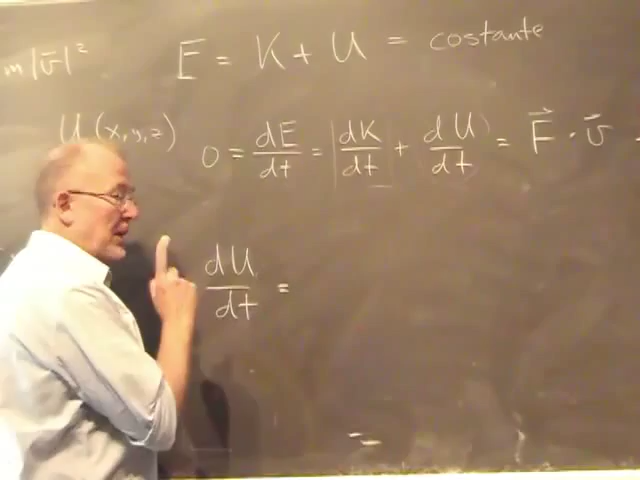 m|v̄|² E = K + U = costante
U(x,y,z) 0 = dE/dt = |dK/dt| + dU/dt = F⃗ · v̄
dU/dt =